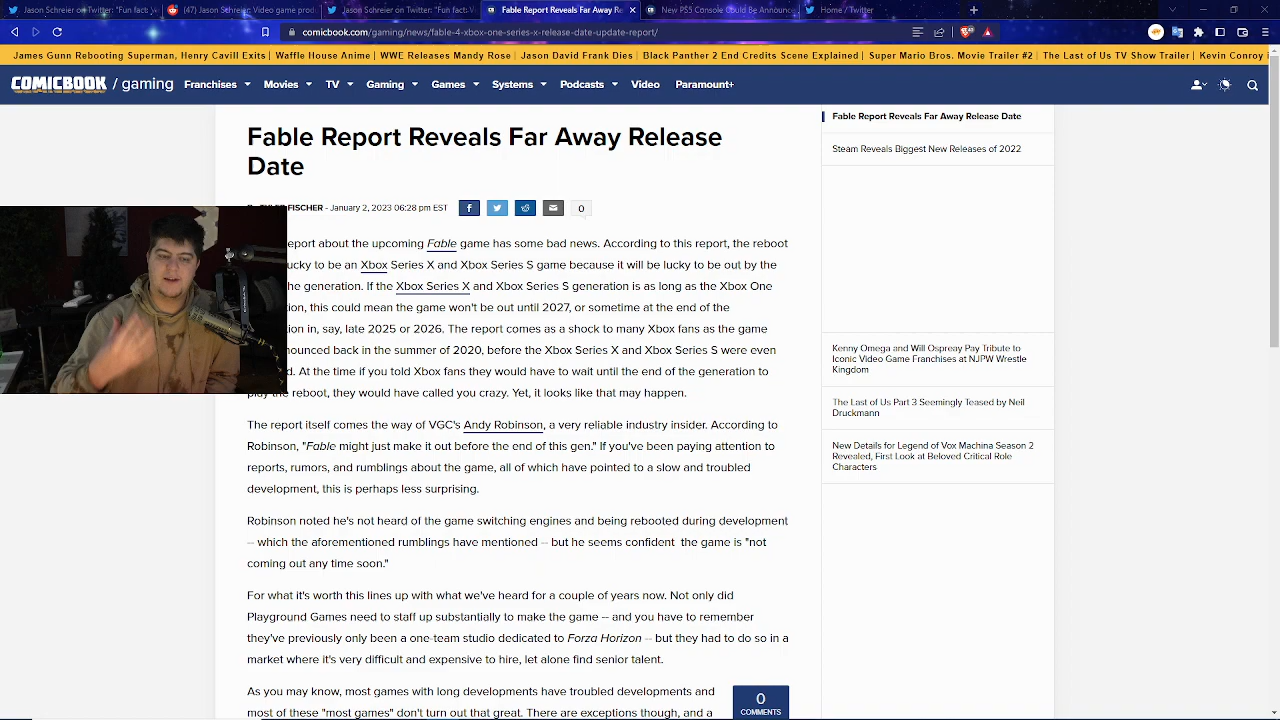 Jason Schreier on Twitter: "Fun fact:
(47) Jason Schreier: Video game prod
Jason Schreier on Twitter: "Fun fact: V
Fable Report Reveals Far Away Re
New PS5 Console Could Be Announce
Home / Twitter
comicbook.com/gaming/news/fable-4-xbox-one-series-x-release-date-update-report/
James Gunn Rebooting Superman, Henry Cavill Exits | Waffle House Anime | WWE Releases Mandy Rose | Jason David Frank Dies | Black Panther 2 End Credits Scene Explained | Super Mario Bros. Movie Trailer #2 | The Last of Us TV Show Trailer | Kevin Conroy
COMICBOOK / gaming
Franchises Movies TV Gaming Games Systems Podcasts Video Paramount+
Fable Report Reveals Far Away Release
Date
FISCHER - January 2, 2023 06:28 pm EST
0
eport about the upcoming Fable game has some bad news. According to this report, the reboot
ucky to be an Xbox Series X and Xbox Series S game because it will be lucky to be out by the
he generation. If the Xbox Series X and Xbox Series S generation is as long as the Xbox One
ion, this could mean the game won't be out until 2027, or sometime at the end of the
ion in, say, late 2025 or 2026. The report comes as a shock to many Xbox fans as the game
nounced back in the summer of 2020, before the Xbox Series X and Xbox Series S were even
d. At the time if you told Xbox fans they would have to wait until the end of the generation to
play the reboot, they would have called you crazy. Yet, it looks like that may happen.
The report itself comes the way of VGC's Andy Robinson, a very reliable industry insider. According to
Robinson, "Fable might just make it out before the end of this gen." If you've been paying attention to
reports, rumors, and rumblings about the game, all of which have pointed to a slow and troubled
development, this is perhaps less surprising.
Robinson noted he's not heard of the game switching engines and being rebooted during development
-- which the aforementioned rumblings have mentioned -- but he seems confident the game is "not
coming out any time soon."
For what it's worth this lines up with what we've heard for a couple of years now. Not only did
Playground Games need to staff up substantially to make the game -- and you have to remember
they've previously only been a one-team studio dedicated to Forza Horizon -- but they had to do so in a
market where it's very difficult and expensive to hire, let alone find senior talent.
As you may know, most games with long developments have troubled developments and
most of these "most games" don't turn out that great. There are exceptions though, and a
0
COMMENTS
Fable Report Reveals Far Away Release Date
Steam Reveals Biggest New Releases of 2022
Kenny Omega and Will Ospreay Pay Tribute to
Iconic Video Game Franchises at NJPW Wrestle
Kingdom
The Last of Us Part 3 Seemingly Teased by Neil
Druckmann
New Details for Legend of Vox Machina Season 2
Revealed, First Look at Beloved Critical Role
Characters